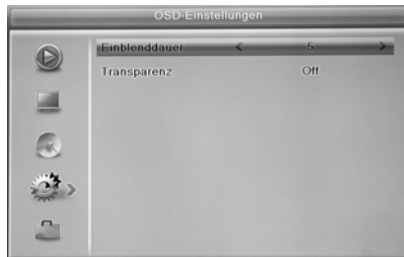 OSD-Einstellungen
Einblenddauer < 5 >
Transparenz Off